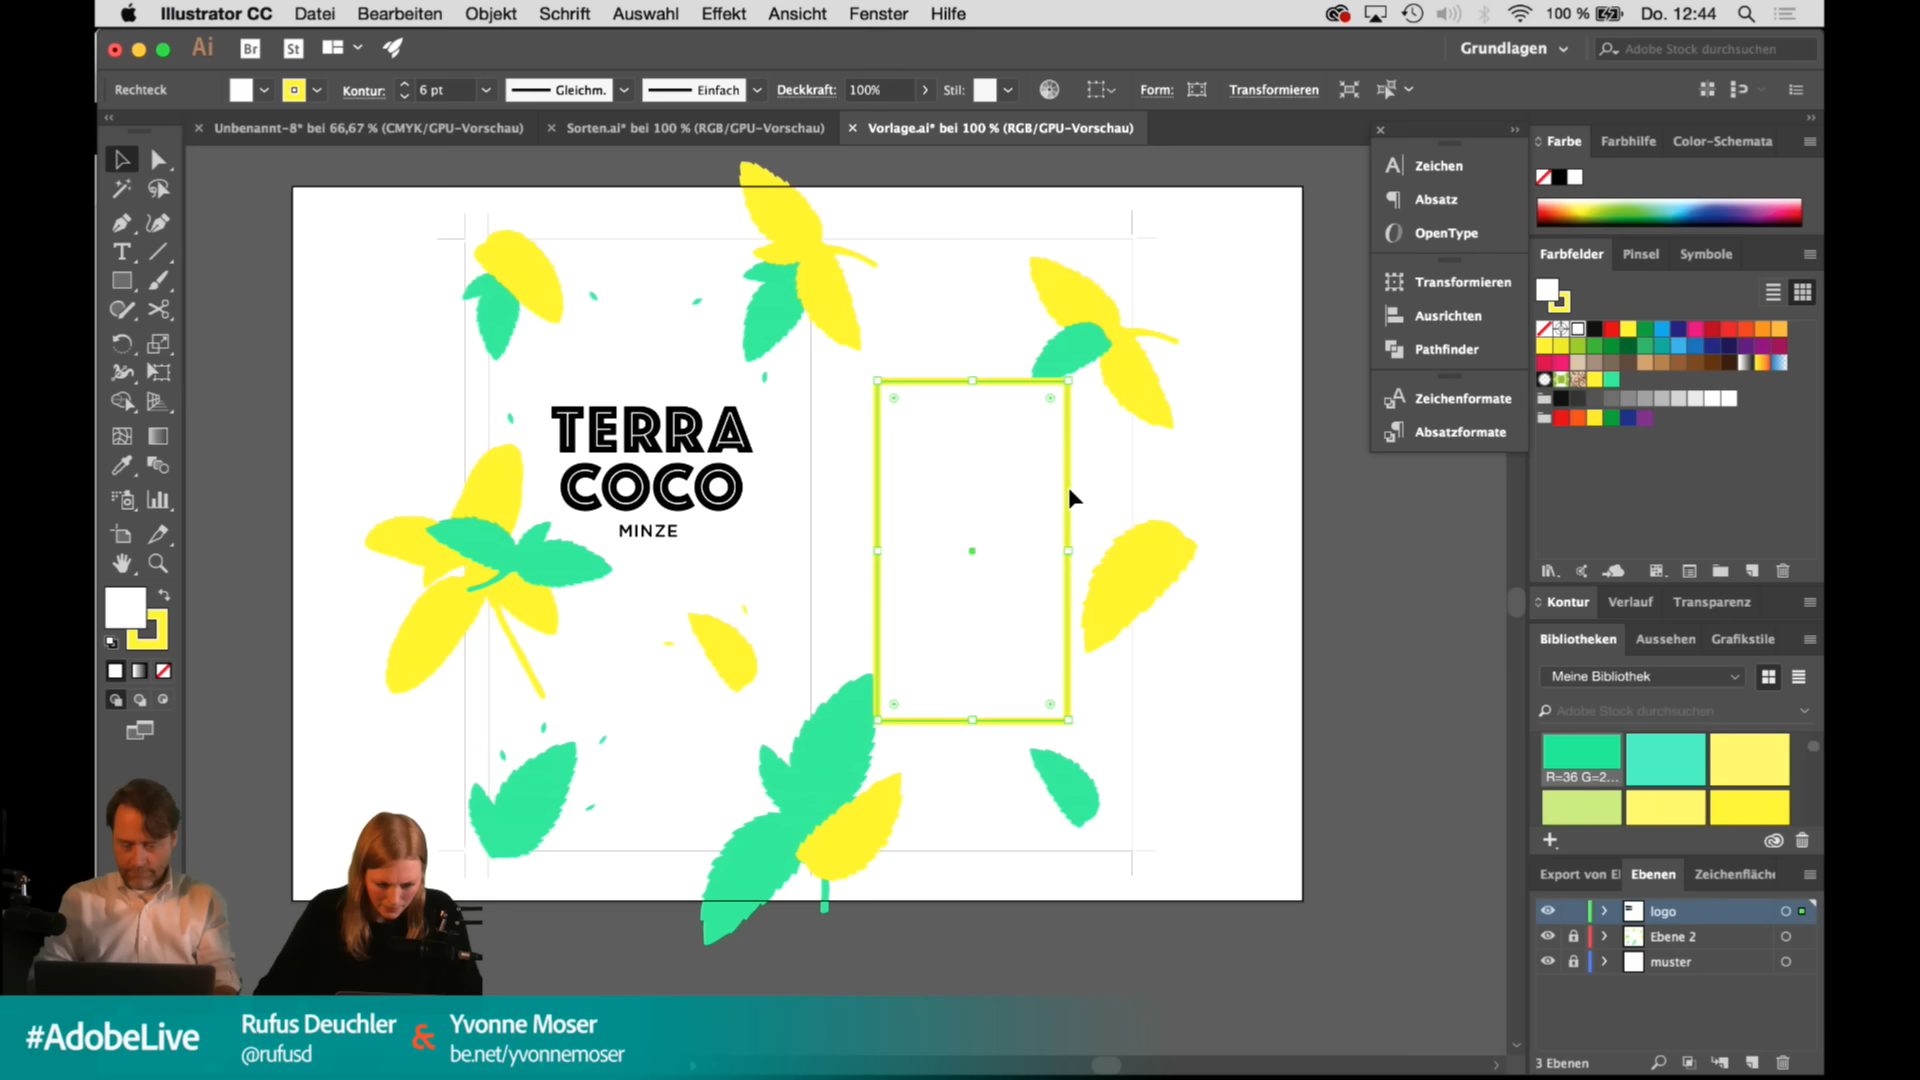 Illustrator CC Datei Bearbeiten Objekt Schrift Auswahl Effekt Ansicht Fenster Hilfe 100 % Do. 12:44
Ai Br St Grundlagen Adobe Stock durchsuchen
Rechteck Kontur: 6 pt Gleichm. Einfach Deckkraft: 100% Stil: Form: Transformieren
Unbenannt-8* bei 66,67 % (CMYK/GPU-Vorschau) Sorten.ai* bei 100 % (RGB/GPU-Vorschau) Vorlage.ai* bei 100 % (RGB/GPU-Vorschau)
Zeichen
Absatz
OpenType
Transformieren
Ausrichten
Pathfinder
Zeichenformate
Absatzformate
Farbe Farbhilfe Color-Schemata
Farbfelder Pinsel Symbole
Kontur Verlauf Transparenz
Bibliotheken Aussehen Grafikstile
Meine Bibliothek
Adobe Stock durchsuchen
R=36 G=2...
Export von El Ebenen Zeichenfläche
logo
Ebene 2
muster
3 Ebenen
TERRA
COCO
MINZE
#AdobeLive
Rufus Deuchler & Yvonne Moser
@rufusd be.net/yvonnemoser